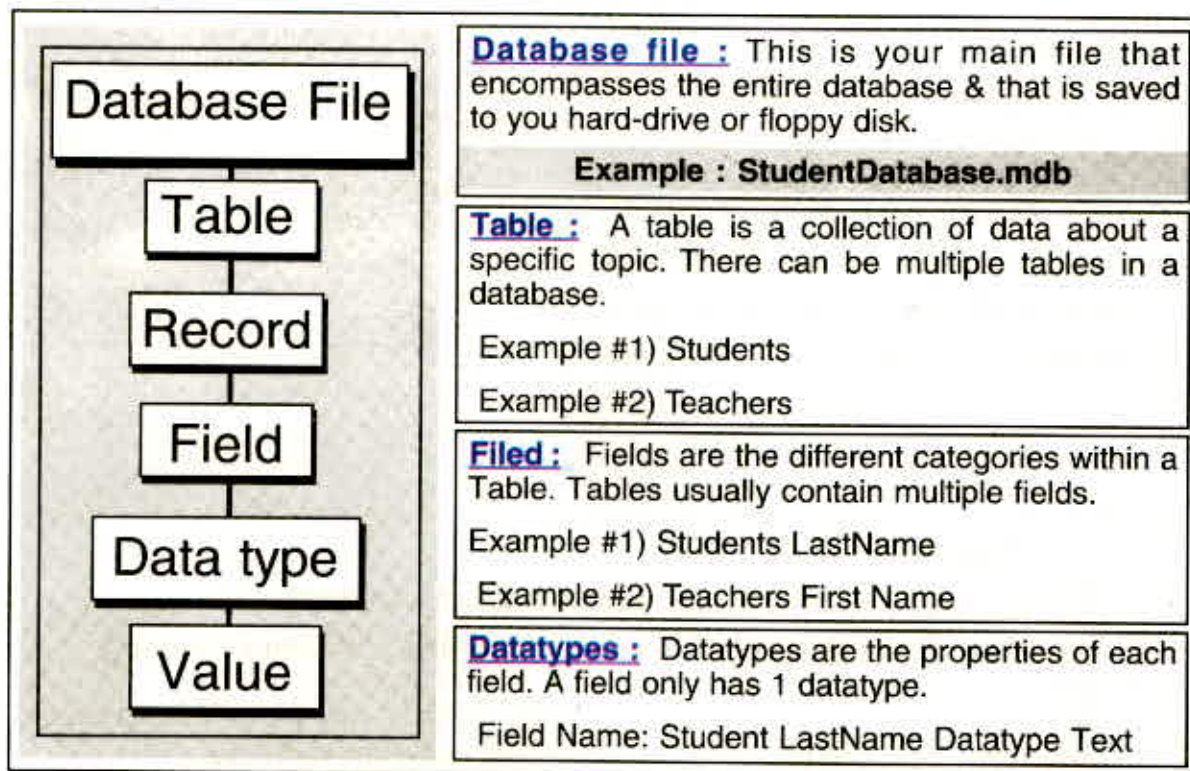 Database File
Table
Record
Field
Data type
Value
Database file : This is your main file that
encompasses the entire database & that is saved
to you hard-drive or floppy disk.
Example : StudentDatabase.mdb
Table : A table is a collection of data about a
specific topic. There can be multiple tables in a
database.
Example #1) Students
Example #2) Teachers
Filed : Fields are the different categories within a
Table. Tables usually contain multiple fields.
Example #1) Students LastName
Example #2) Teachers First Name
Datatypes : Datatypes are the properties of each
field. A field only has 1 datatype.
Field Name: Student LastName Datatype Text